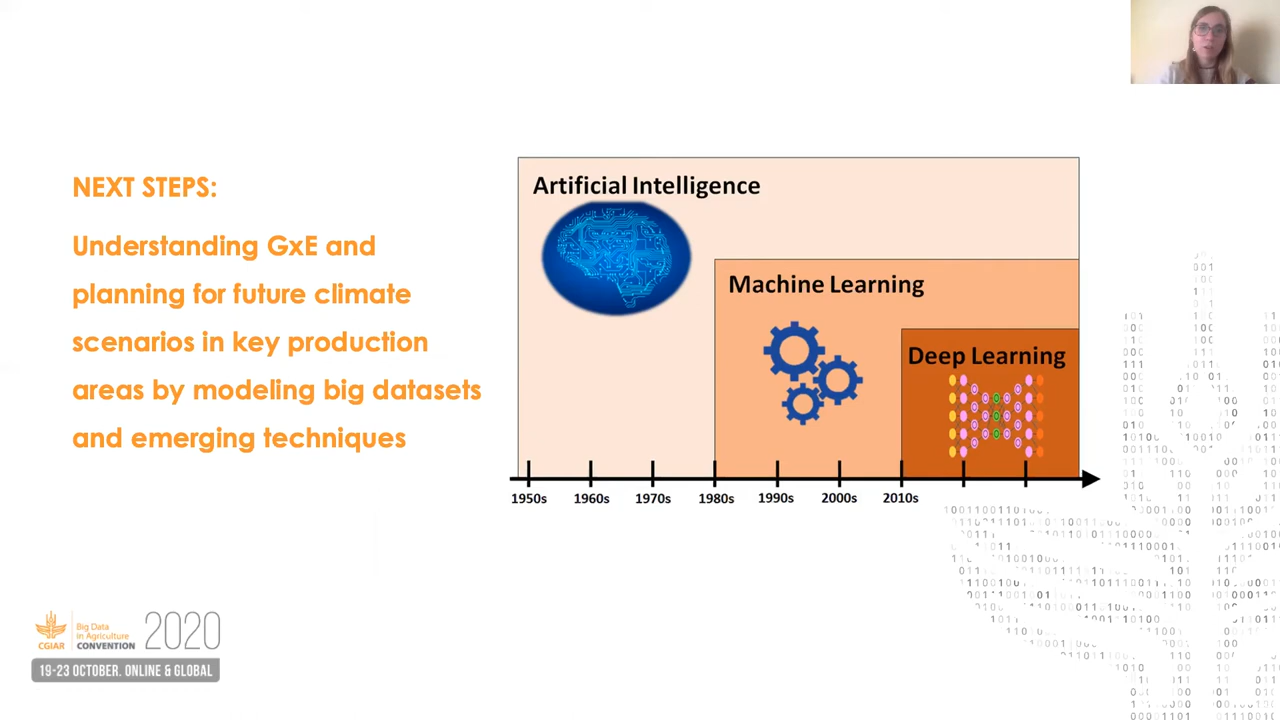 NEXT STEPS:
Understanding GxE and
planning for future climate
scenarios in key production
areas by modeling big datasets
and emerging techniques
Artificial Intelligence
Machine Learning
Deep Learning
1950s 1960s 1970s 1980s 1990s 2000s 2010s
CGIAR
Big Data
in Agriculture
CONVENTION
2020
19-23 OCTOBER. ONLINE & GLOBAL